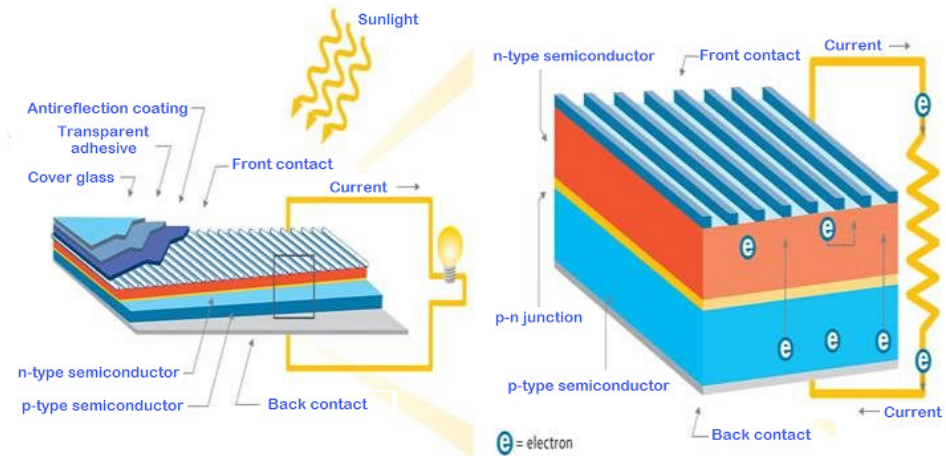 Sunlight
Antireflection coating
Transparent
adhesive
Cover glass
Front contact
Current
n-type semiconductor
p-type semiconductor
Back contact
n-type semiconductor
Front contact
Current
e
e
e
p-n junction
e
e
e
e
p-type semiconductor
Current
Back contact
e = electron